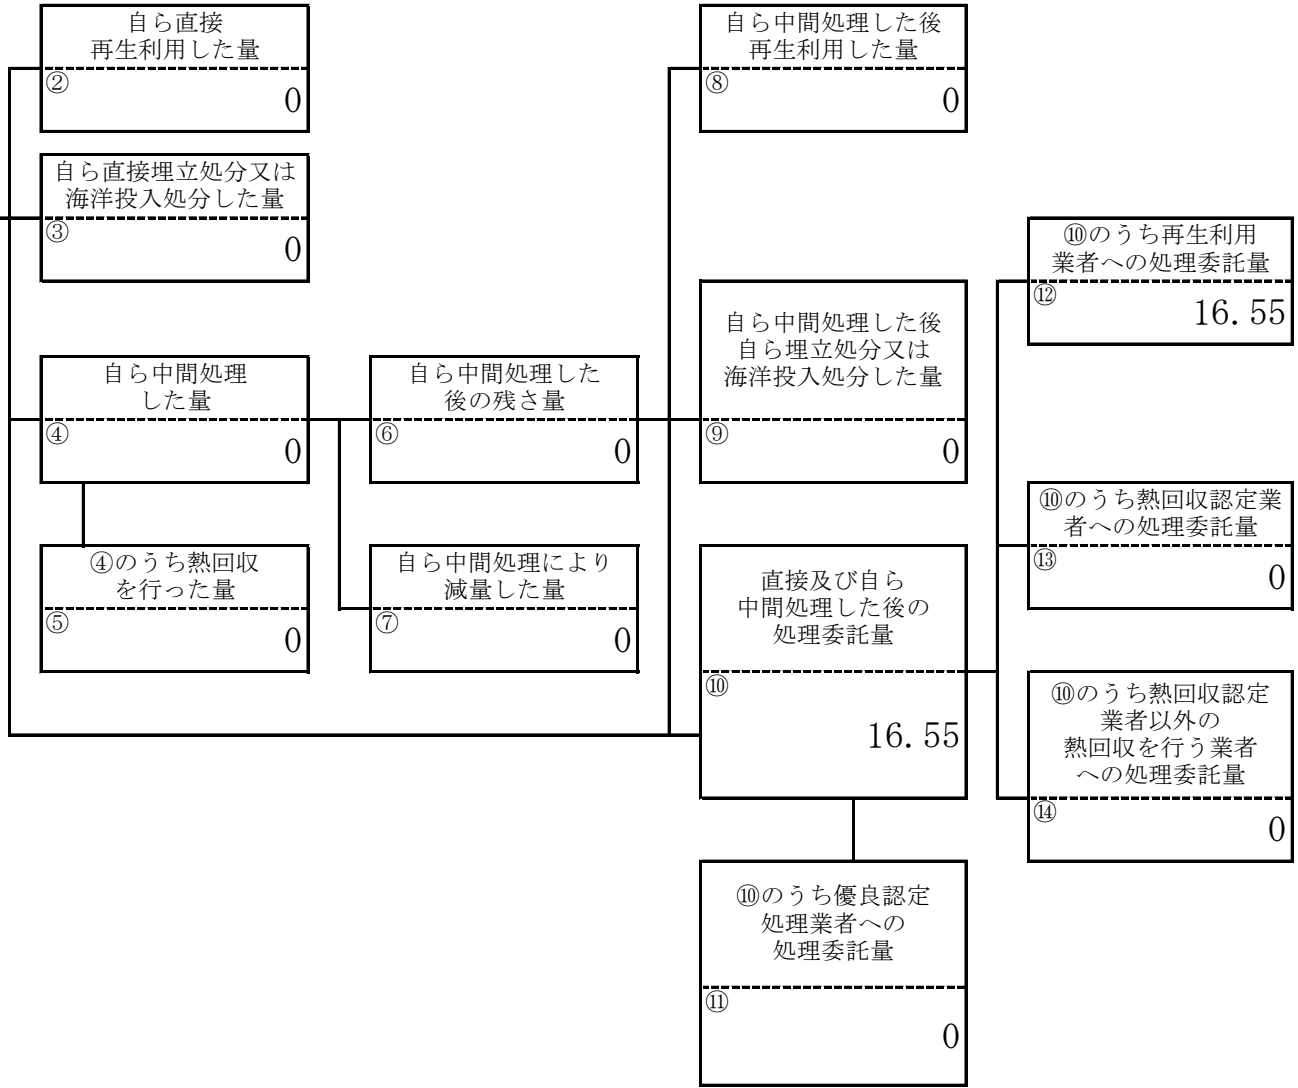 自ら直接
再生利用した量
②
0
自ら直接埋立処分又は
海洋投入処分した量
③
0
自ら中間処理
した量
④
0
④のうち熱回収
を行った量
⑤
0
自ら中間処理した
後の残さ量
⑥
0
自ら中間処理により
減量した量
⑦
0
自ら中間処理した後
再生利用した量
⑧
0
自ら中間処理した後
自ら埋立処分又は
海洋投入処分した量
⑨
0
直接及び自ら
中間処理した後の
処理委託量
⑩
16.55
⑩のうち優良認定
処理業者への
処理委託量
⑪
0
⑩のうち再生利用
業者への処理委託量
⑫
16.55
⑩のうち熱回収認定業
者への処理委託量
⑬
0
⑩のうち熱回収認定
業者以外の
熱回収を行う業者
への処理委託量
⑭
0